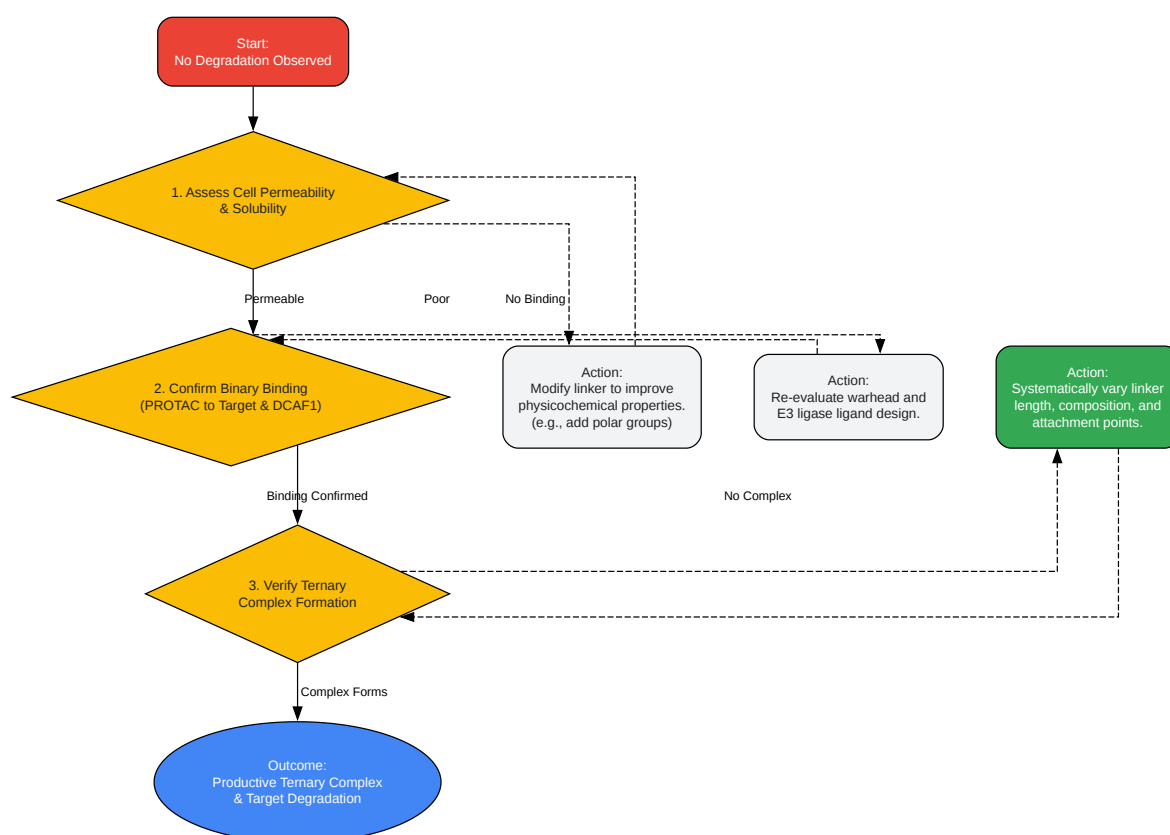 Start:
No Degradation Observed
1. Assess Cell Permeability
& Solubility
Permeable
Poor
No Binding
2. Confirm Binary Binding
(PROTAC to Target & DCAF1)
Action:
Modify linker to improve
physicochemical properties.
(e.g., add polar groups)
Action:
Re-evaluate warhead and
E3 ligase ligand design.
Action:
Systematically vary linker
length, composition, and
attachment points.
Binding Confirmed
No Complex
3. Verify Ternary
Complex Formation
Complex Forms
Outcome:
Productive Ternary Complex
& Target Degradation